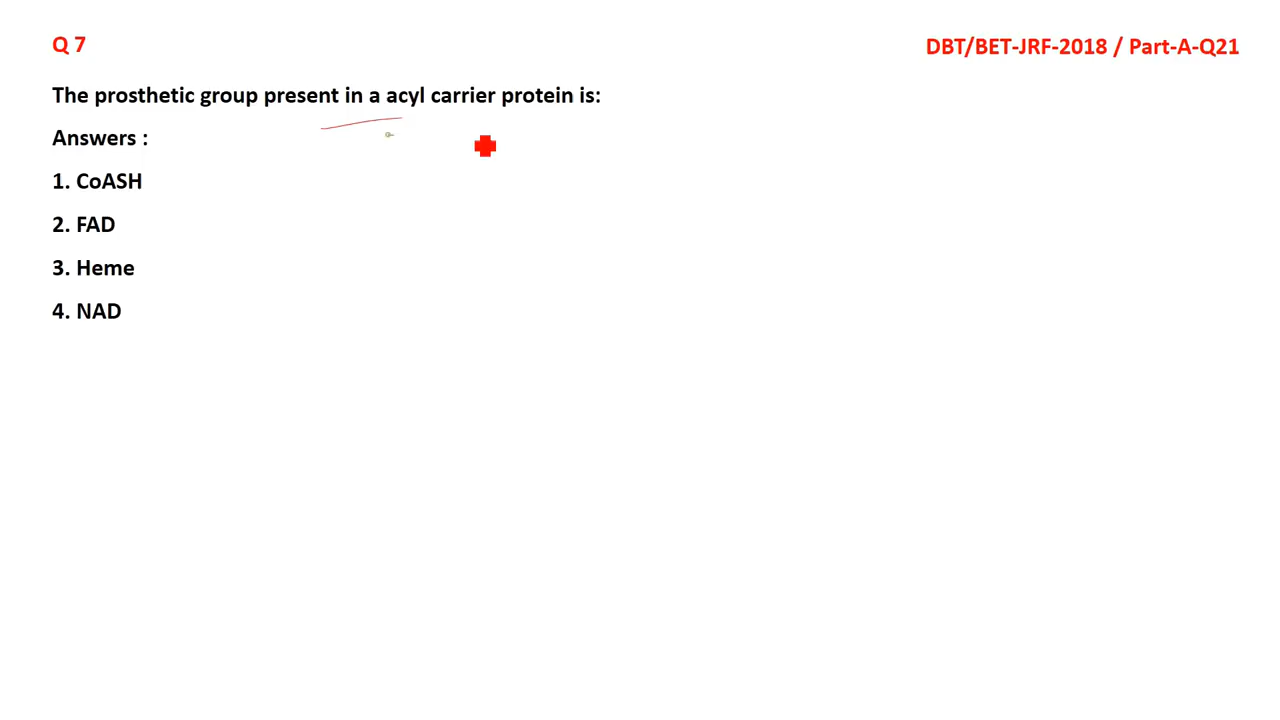 Q 7
DBT/BET-JRF-2018 / Part-A-Q21
The prosthetic group present in a acyl carrier protein is:
Answers :
1. CoASH
2. FAD
3. Heme
4. NAD